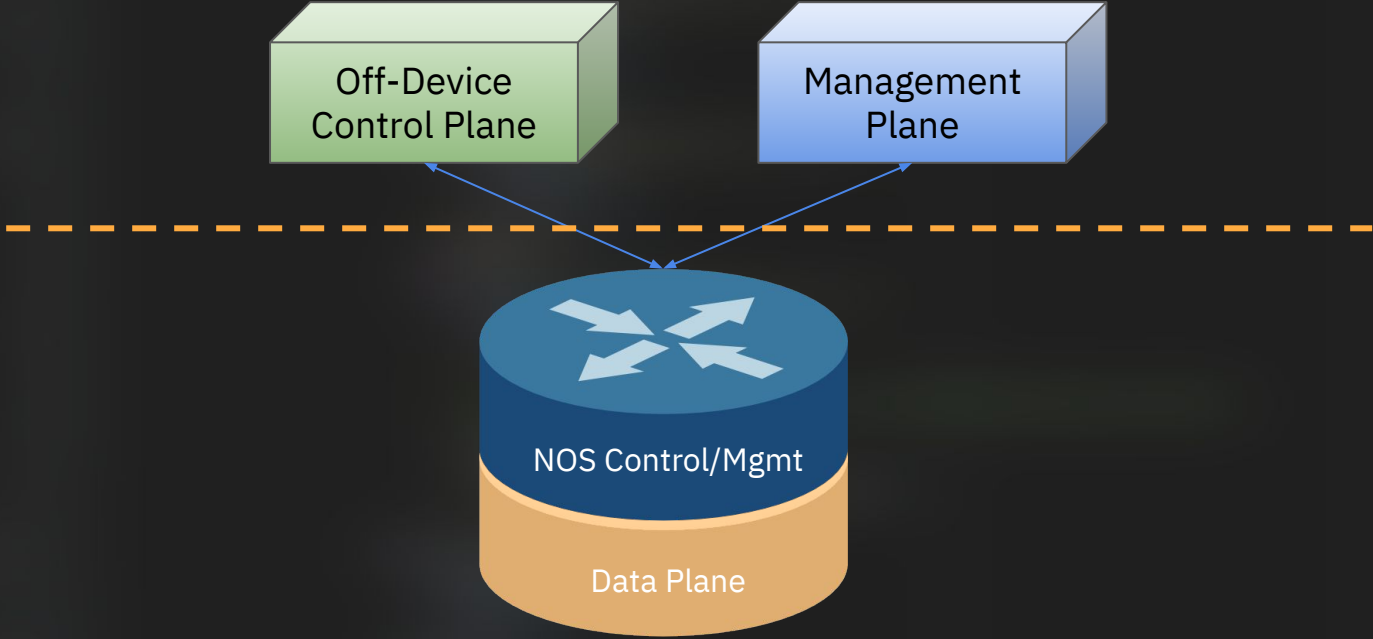 Off-Device
Control Plane
Management
Plane
NOS Control/Mgmt
Data Plane